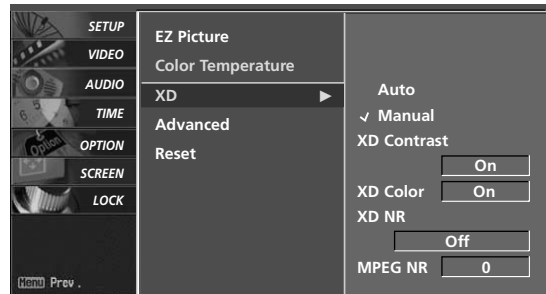 SETUP
VIDEO
AUDIO
TIME
OPTION
SCREEN
LOCK
Menu Prev.
EZ Picture
Color Temperature
XD ▶
Advanced
Reset
Auto
✓ Manual
XD Contrast
On
XD Color On
XD NR
Off
MPEG NR 0